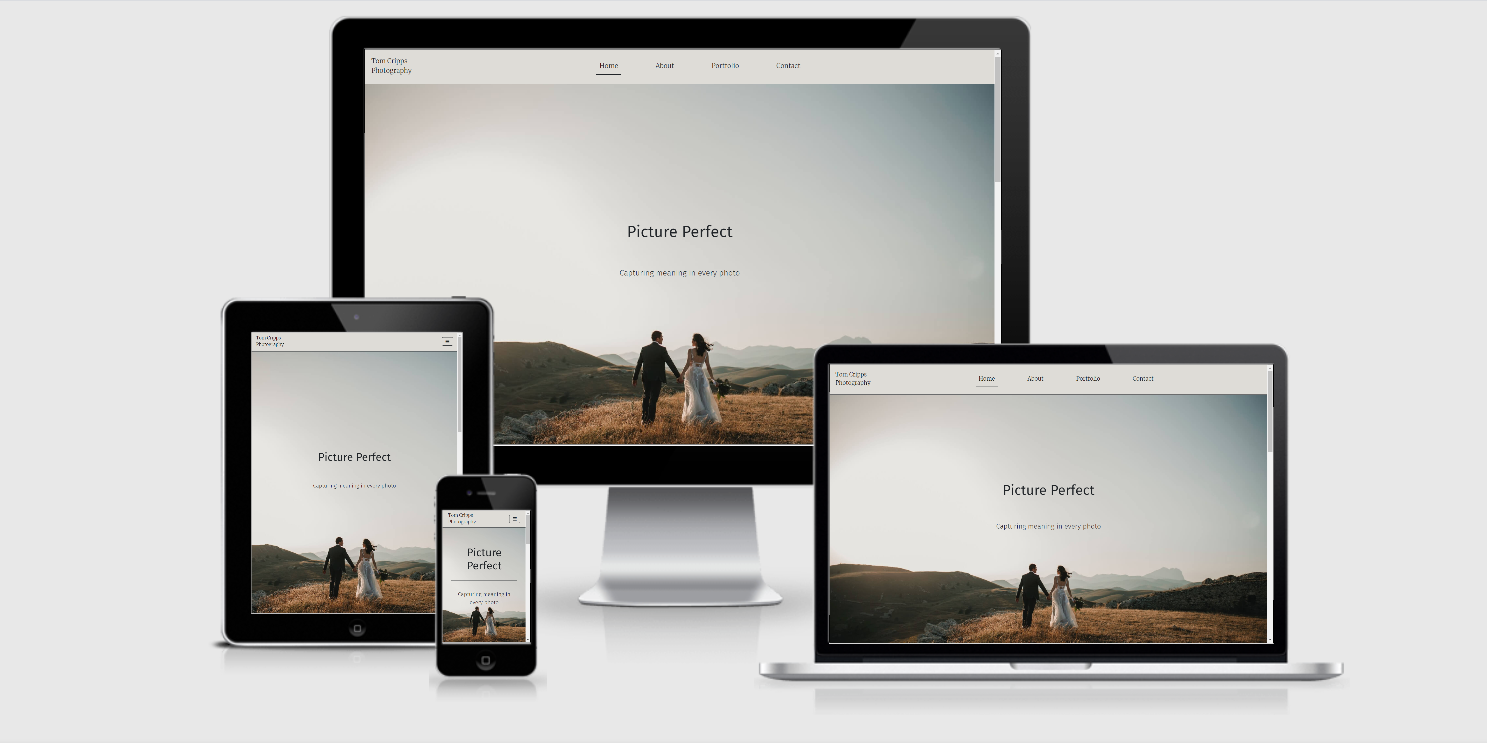 Tom Cripps
Photography
Home About Portfolio Contact
Picture Perfect
Capturing meaning in every photo
Tom Cripps
Photography
Picture Perfect
Capturing meaning in every photo
Tom Cripps
Photography
Picture
Perfect
Capturing meaning in
every photo
Tom Cripps
Photography
Home About Portfolio Contact
Picture Perfect
Capturing meaning in every photo